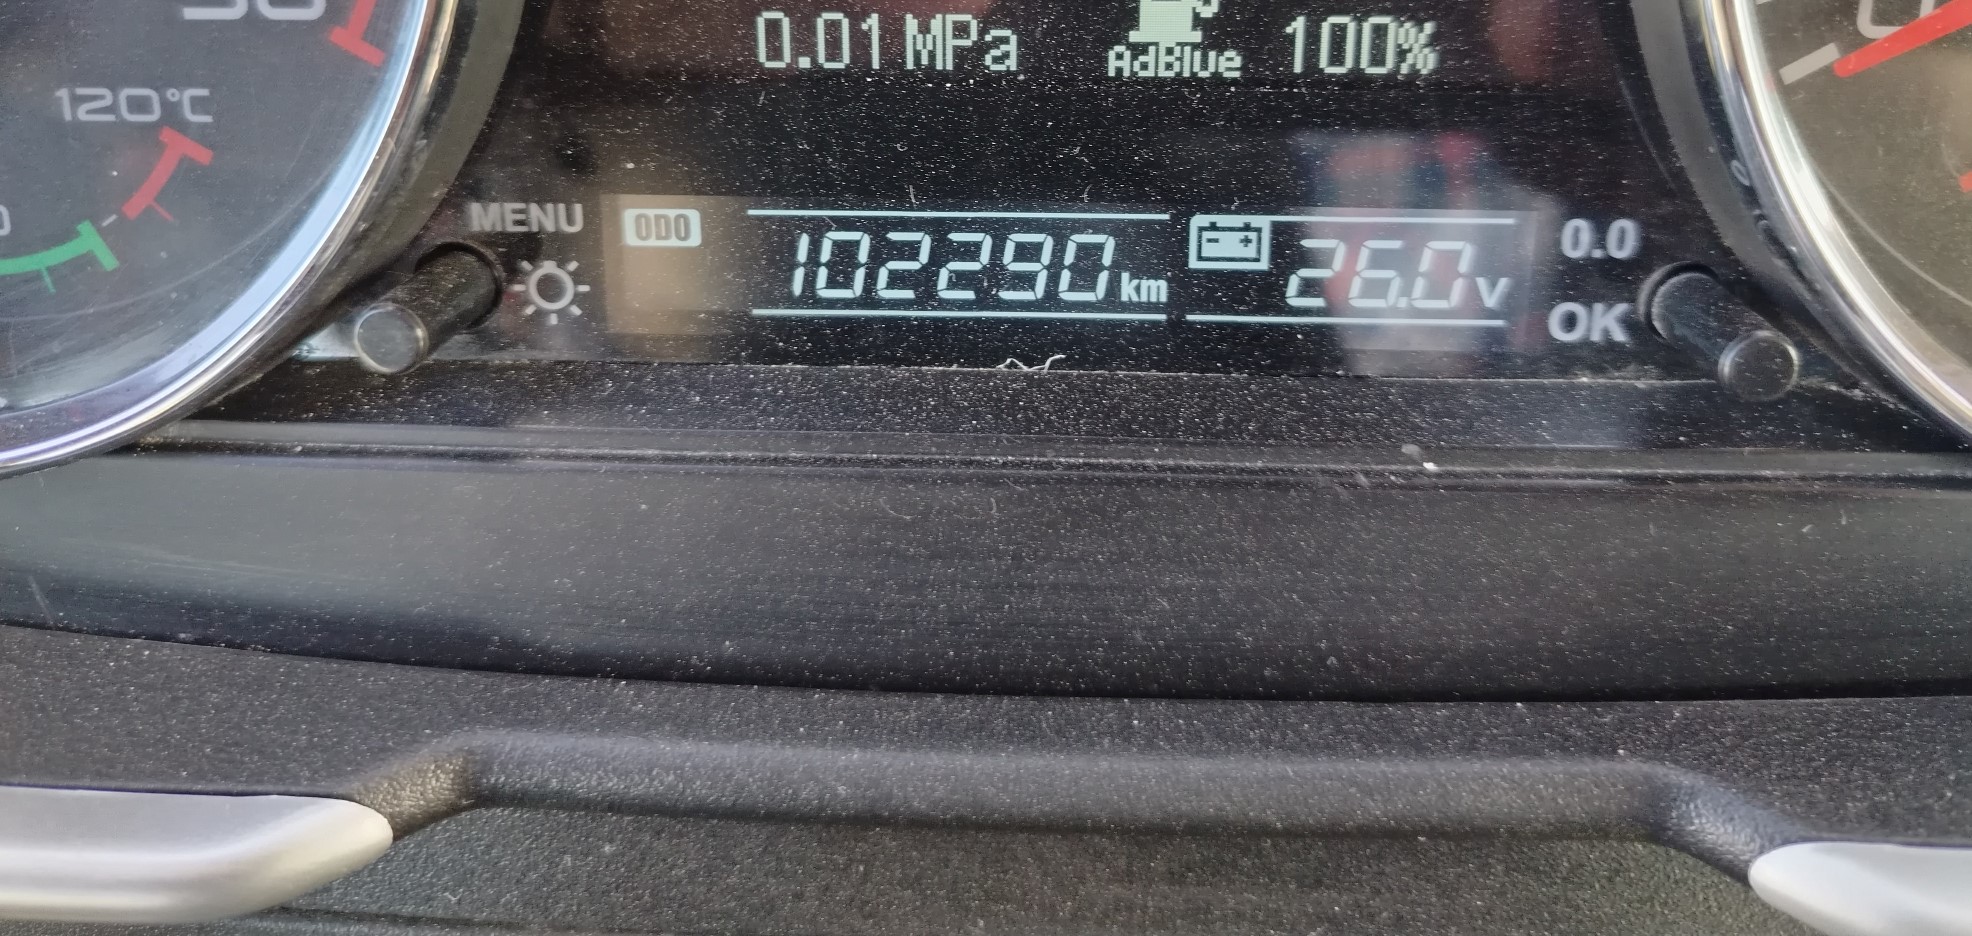 0.01 MPa AdBlue 100%
120°C
MENU ODO 102290 km 26.0 V 0.0
OK